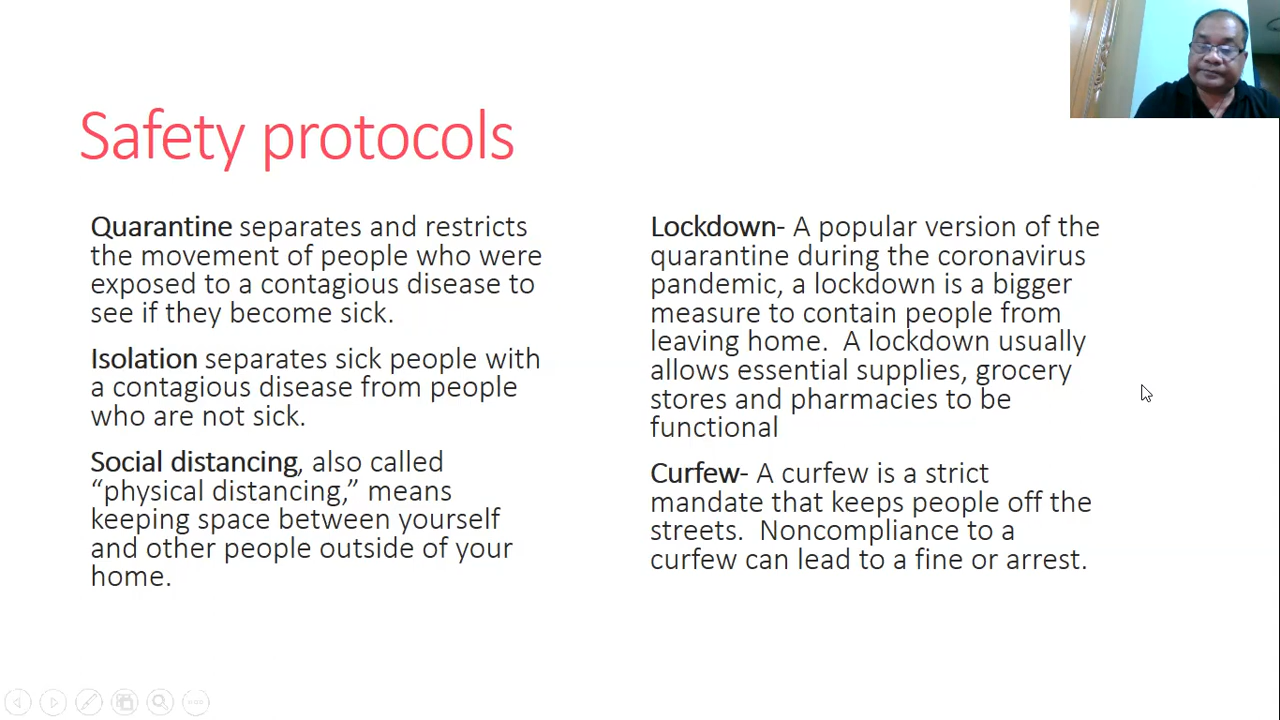 Safety protocols
Quarantine separates and restricts
the movement of people who were
exposed to a contagious disease to
see if they become sick.
Isolation separates sick people with
a contagious disease from people
who are not sick.
Social distancing, also called
“physical distancing,” means
keeping space between yourself
and other people outside of your
home.
Lockdown- A popular version of the
quarantine during the coronavirus
pandemic, a lockdown is a bigger
measure to contain people from
leaving home.  A lockdown usually
allows essential supplies, grocery
stores and pharmacies to be
functional
Curfew- A curfew is a strict
mandate that keeps people off the
streets.  Noncompliance to a
curfew can lead to a fine or arrest.